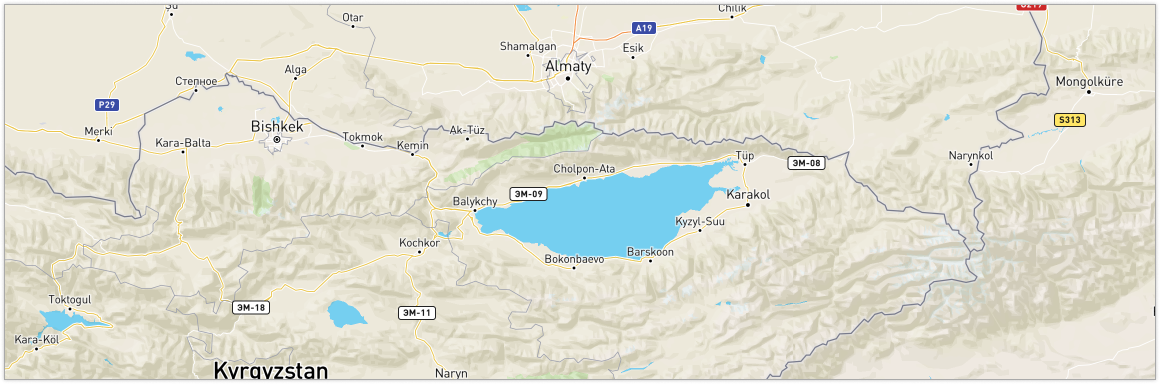 Otar
Chilik
A19
Shamalgan
Esik
Almaty
Степное
Alga
Mongolküre
P29
S313
Merki
Bishkek
Kara-Balta
Tokmok
Ak-Tüz
Kemin
Cholpon-Ata
Tüp
ЭМ-08
Narynkol
ЭМ-09
Karakol
Balykchy
Kyzyl-Suu
Kochkor
Barskoon
Bokonbaevo
Toktogul
ЭМ-18
ЭМ-11
Kara-Köl
Kyrgyzstan
Naryn